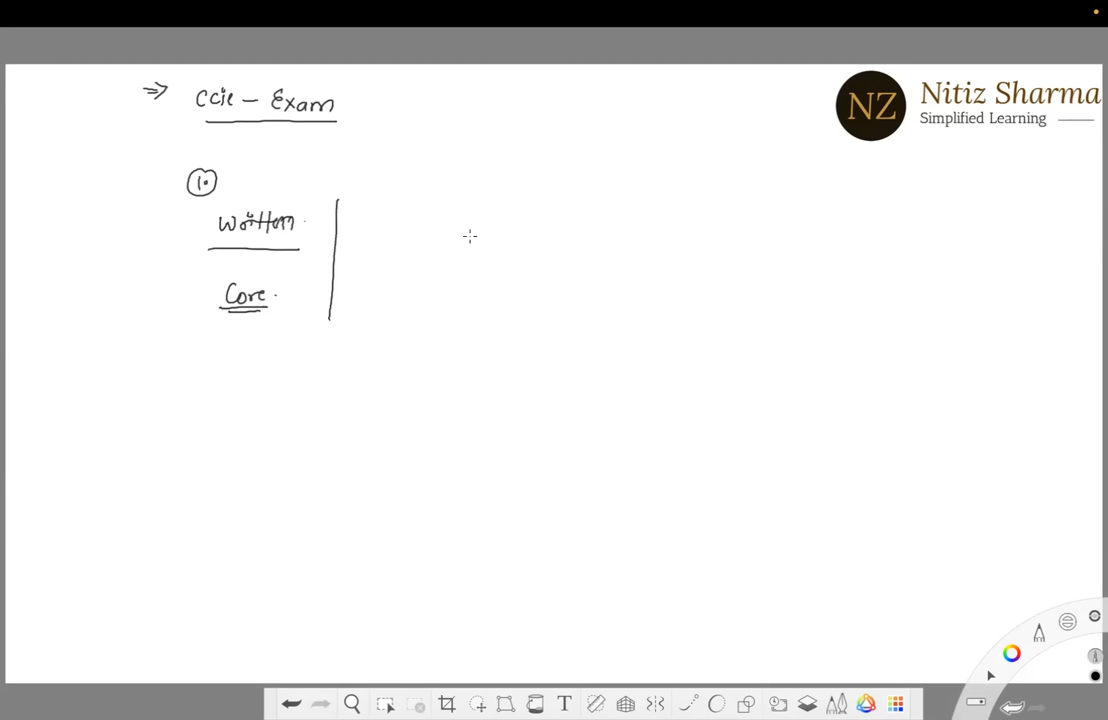 ⇒ CCIE - Exam
NZ
Nitiz Sharma
Simplified Learning
1.
Written
Core
T